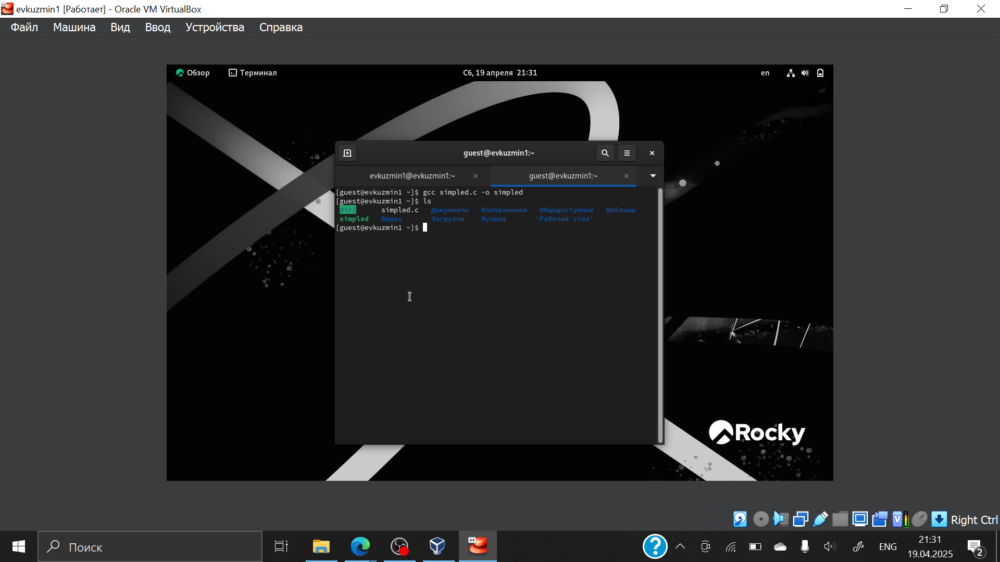 evkuzmin1 [Работает] - Oracle VM VirtualBox
Файл Машина Вид Ввод Устройства Справка
Обзор Терминал Сб, 19 апреля 21:31 en
guest@evkuzmin1:~
evkuzmin1@evkuzmin1:~ guest@evkuzmin1:~
[guest@evkuzmin1 ~]$ gcc simpled.c -o simpled
[guest@evkuzmin1 ~]$ ls
dir1 simpled.c Документы Изображения Общедоступные Шаблоны
simpled Видео Загрузки Музыка 'Рабочий стол'
[guest@evkuzmin1 ~]$
Rocky
Right Ctrl
Поиск
64
ENG
21:31
19.04.2025
2